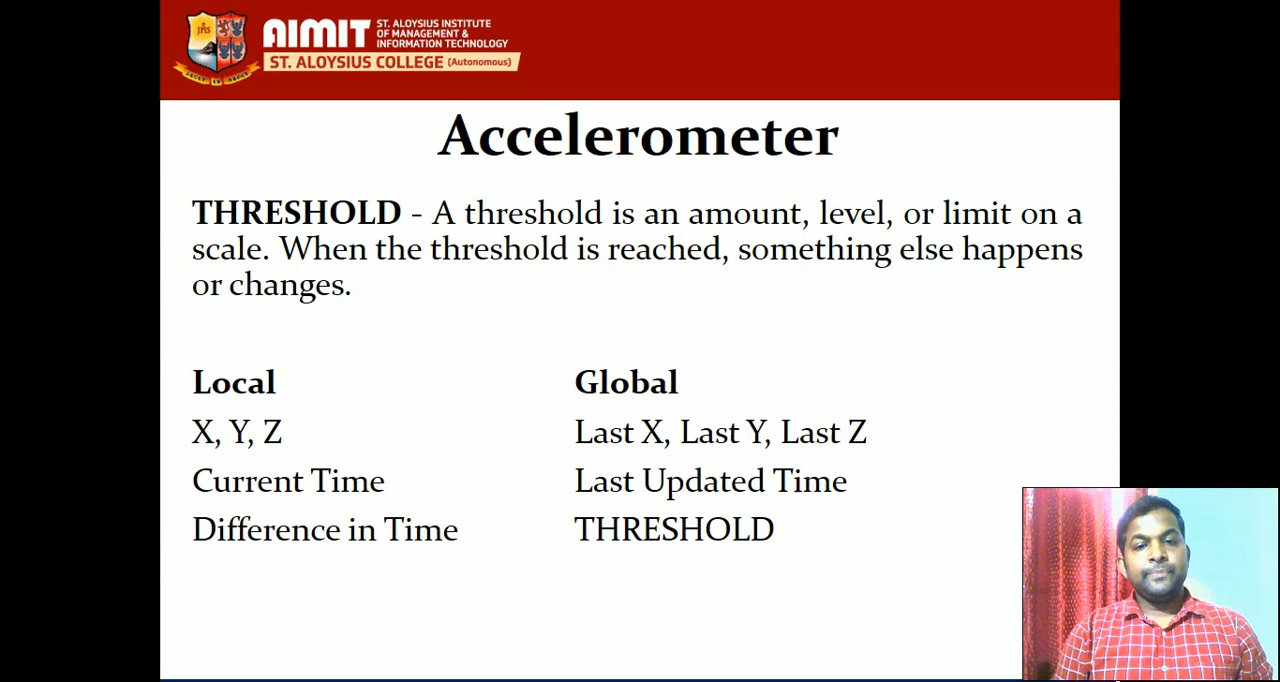 AIMIT
ST. ALOYSIUS INSTITUTE
OF MANAGEMENT &
INFORMATION TECHNOLOGY
ST. ALOYSIUS COLLEGE (Autonomous)
Accelerometer
THRESHOLD - A threshold is an amount, level, or limit on a
scale. When the threshold is reached, something else happens
or changes.
Local Global
X, Y, Z Last X, Last Y, Last Z
Current Time Last Updated Time
Difference in Time THRESHOLD